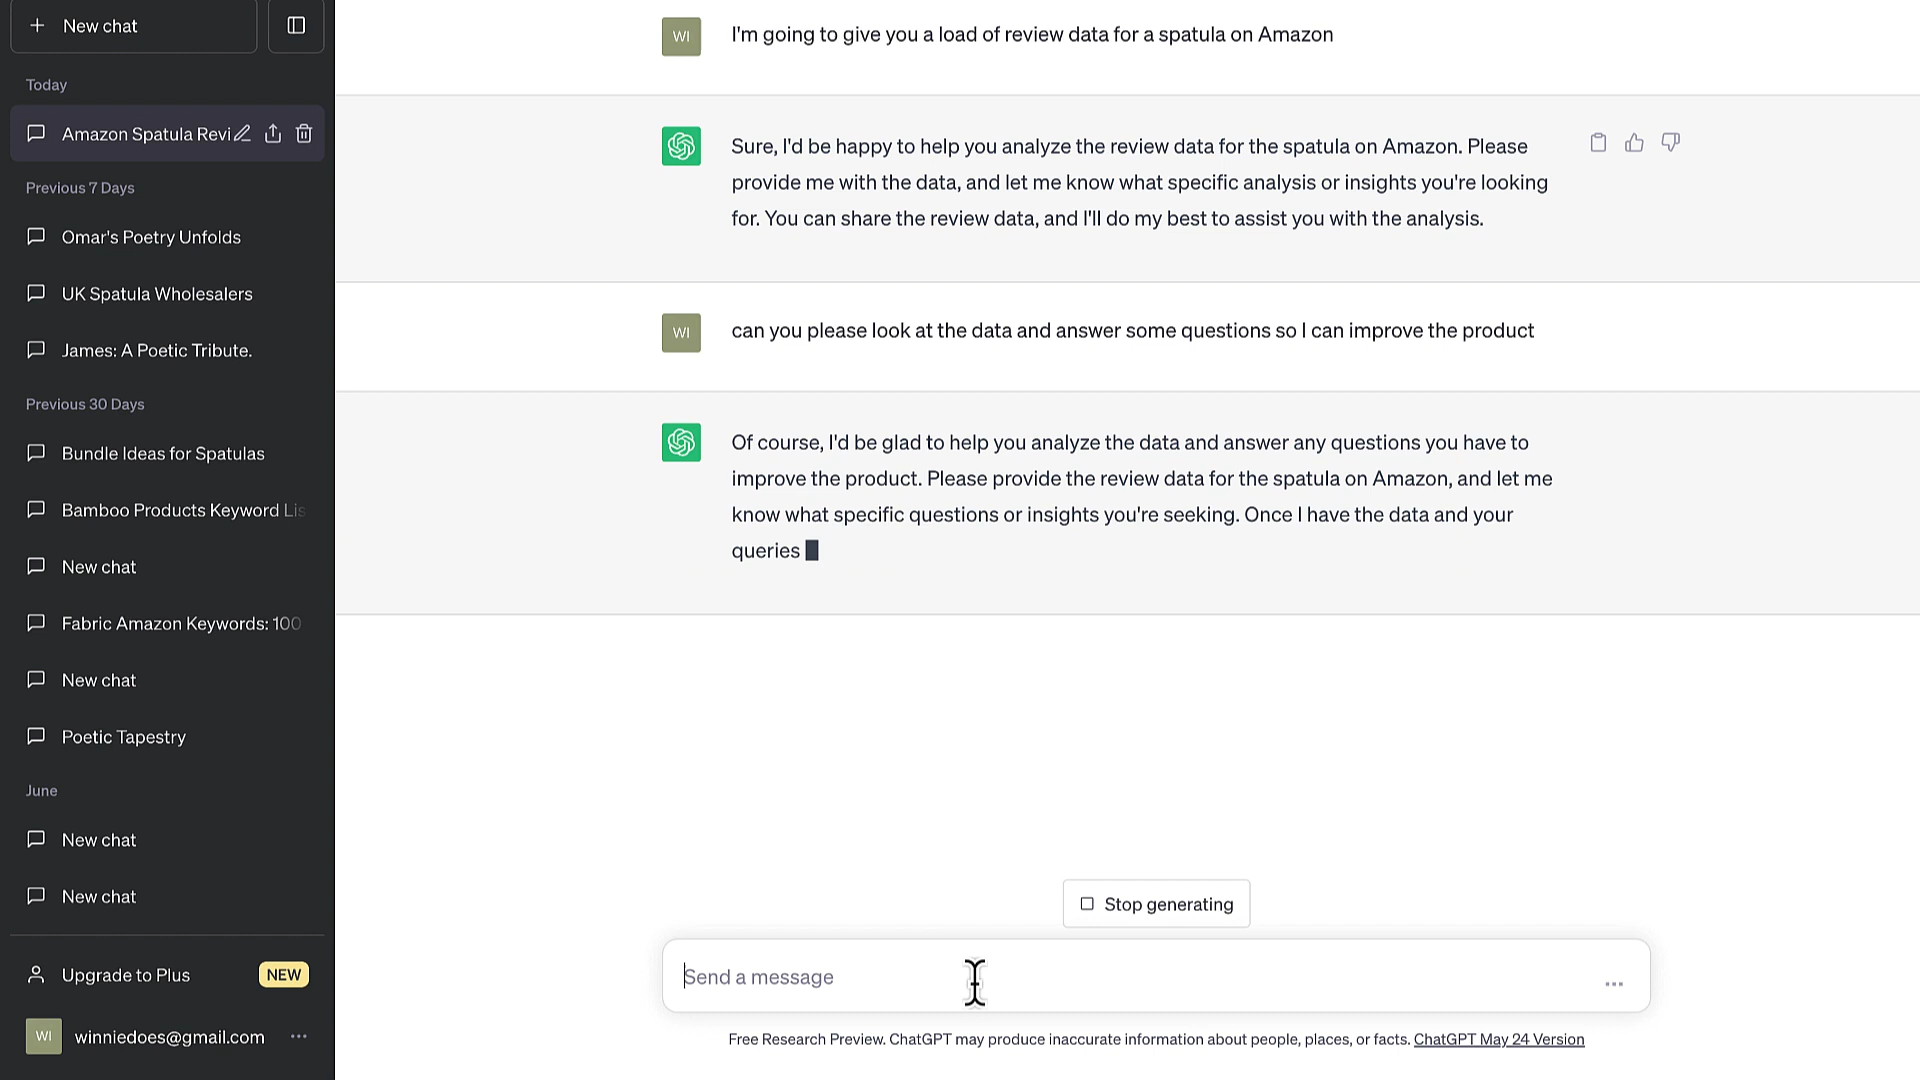 New chat
Today
Amazon Spatula Revi
Previous 7 Days
Omar's Poetry Unfolds
UK Spatula Wholesalers
James: A Poetic Tribute.
Previous 30 Days
Bundle Ideas for Spatulas
Bamboo Products Keyword Lis
New chat
Fabric Amazon Keywords: 100
New chat
Poetic Tapestry
June
New chat
New chat
Upgrade to Plus NEW
WI winniedoes@gmail.com
WI I'm going to give you a load of review data for a spatula on Amazon
Sure, I'd be happy to help you analyze the review data for the spatula on Amazon. Please
provide me with the data, and let me know what specific analysis or insights you're looking
for. You can share the review data, and I'll do my best to assist you with the analysis.
WI can you please look at the data and answer some questions so I can improve the product
Of course, I'd be glad to help you analyze the data and answer any questions you have to
improve the product. Please provide the review data for the spatula on Amazon, and let me
know what specific questions or insights you're seeking. Once I have the data and your
queries
Stop generating
Send a message
Free Research Preview. ChatGPT may produce inaccurate information about people, places, or facts. ChatGPT May 24 Version